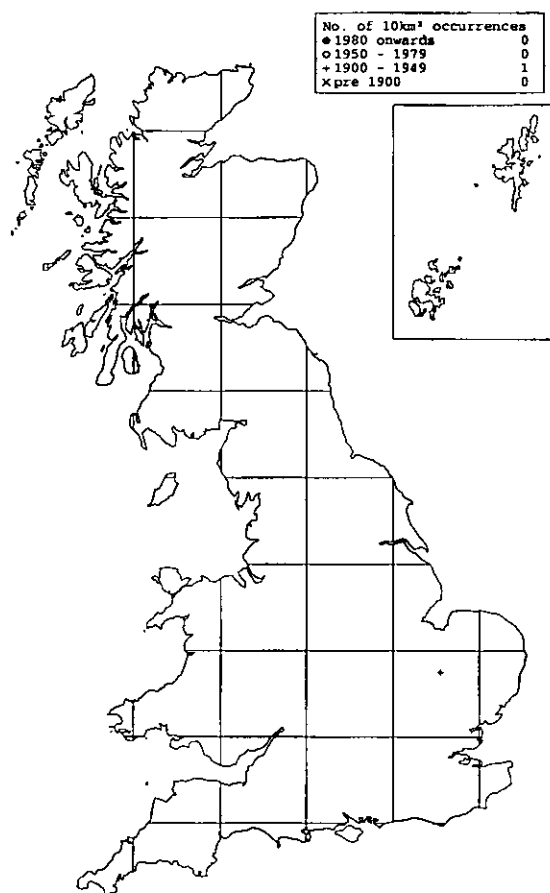 No. of 10km² occurrences
● 1980 onwards 0
o 1950 - 1979 0
+ 1900 - 1949 1
x pre 1900 0